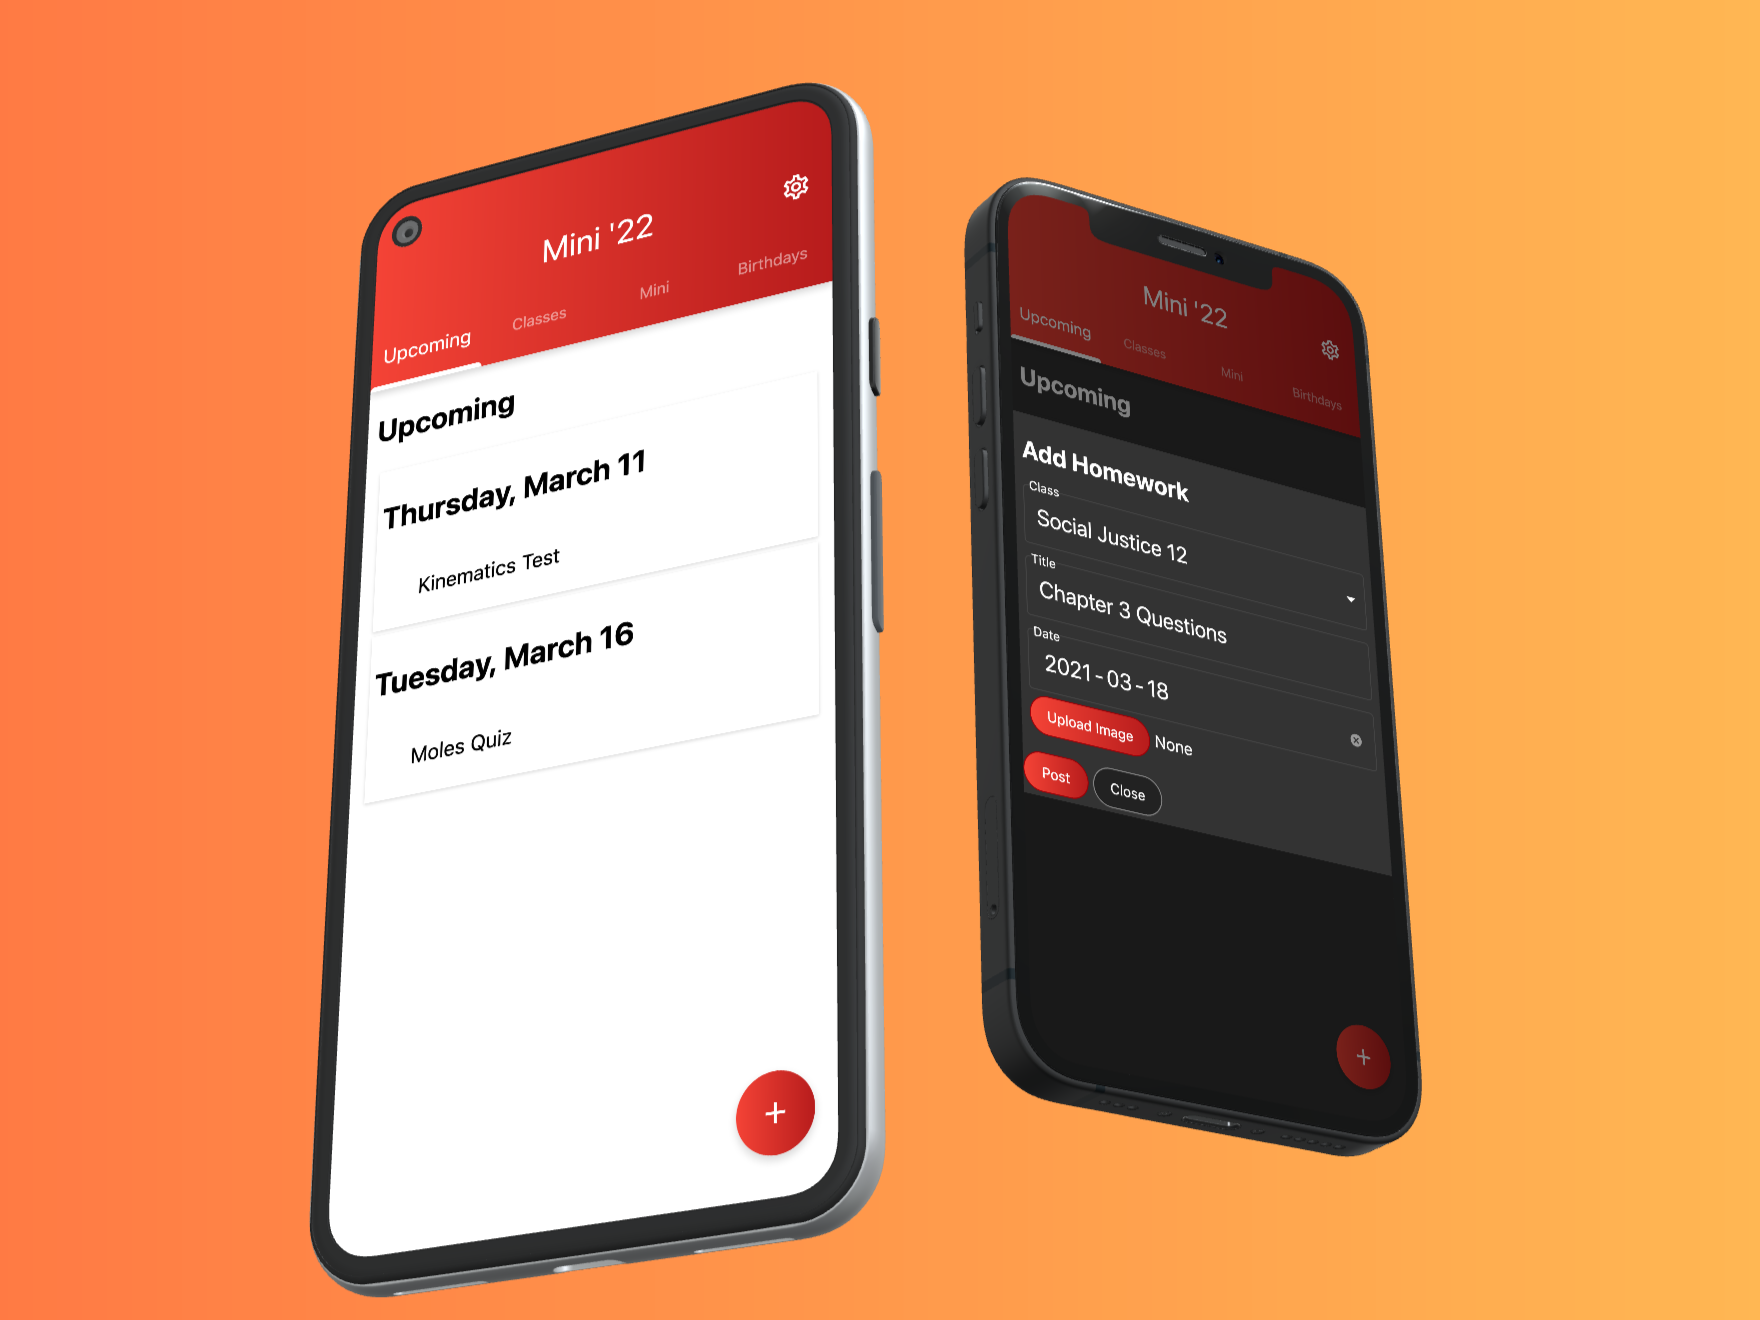 Mini '22
Upcoming
Classes
Mini
Birthdays
Upcoming
Thursday, March 11
Kinematics Test
Tuesday, March 16
Moles Quiz
+
Mini '22
Upcoming
Classes
Mini
Birthdays
Upcoming
Add Homework
Class
Social Justice 12
Title
Chapter 3 Questions
Date
2021-03-18
Upload Image
None
Post
Close
+